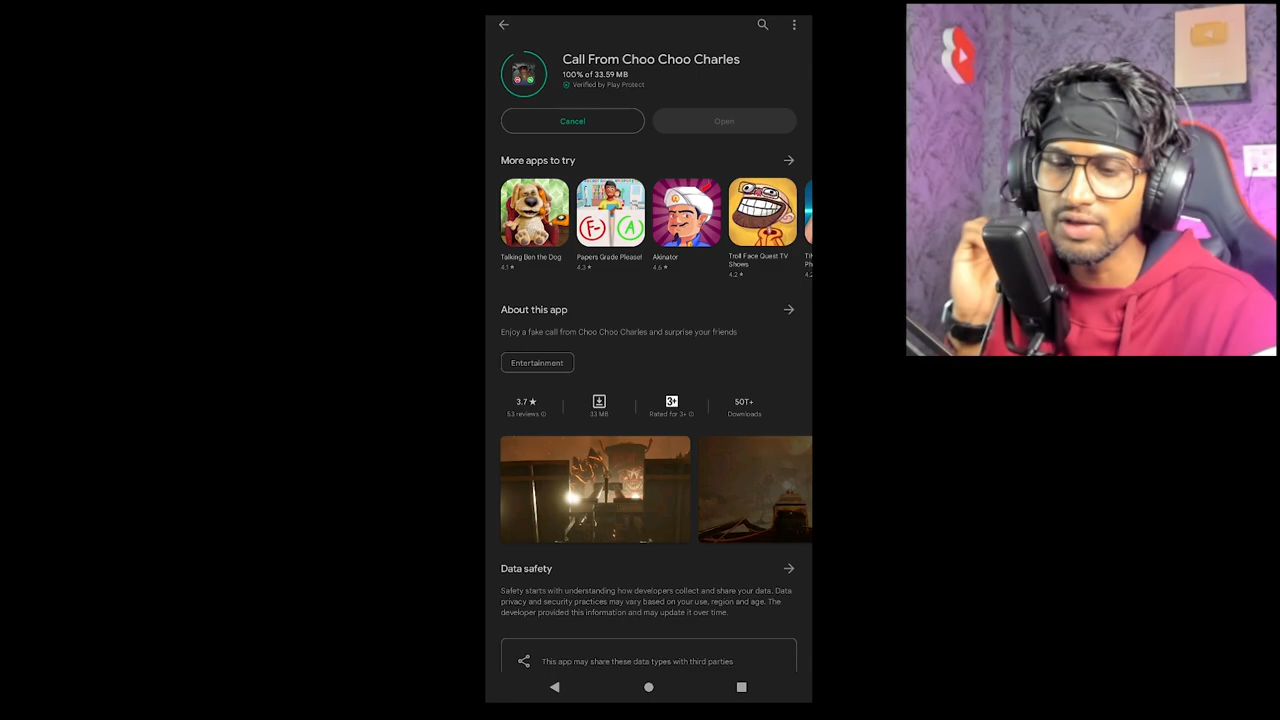 Call From Choo Choo Charles
100% of 33.59 MB
Verified by Play Protect
Cancel
Open
More apps to try
Talking Ben the Dog
4.1 ★
Papers Grade Please!
4.3 ★
Akinator
4.6 ★
Troll Face Quest TV
Shows
4.2 ★
4.2
F-
A
About this app
Enjoy a fake call from Choo Choo Charles and surprise your friends
Entertainment
3.7 ★
53 reviews
33 MB
3+
Rated for 3+
50T+
Downloads
Data safety
Safety starts with understanding how developers collect and share your data. Data
privacy and security practices may vary based on your use, region and age. The
developer provided this information and may update it over time.
This app may share these data types with third parties